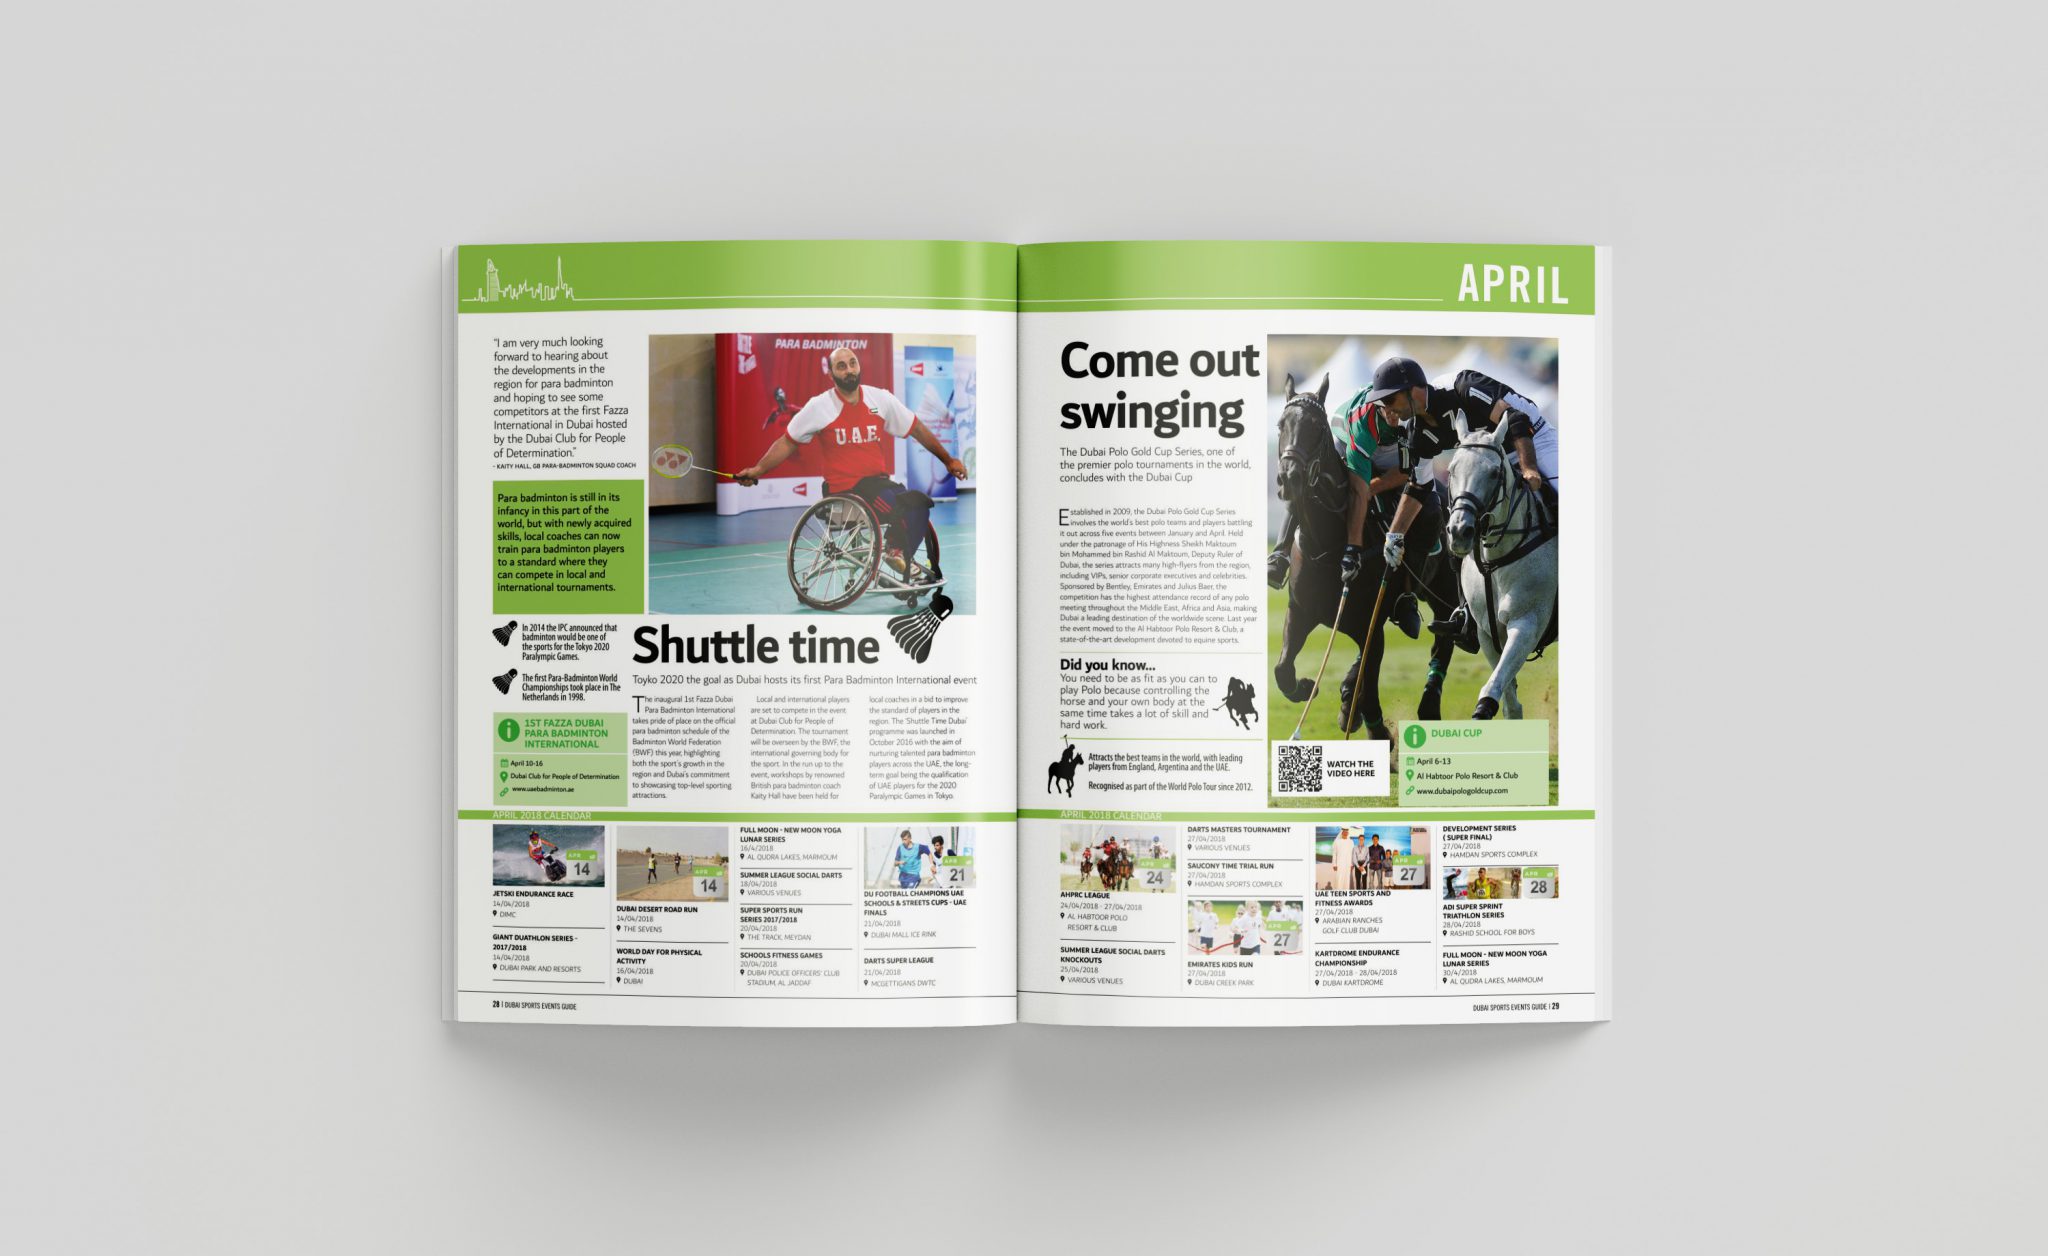 APRIL
"I am very much looking
forward to hearing about
the developments in the
region for para badminton
and hoping to see some
competitors at the first Fazza
International in Dubai hosted
by the Dubai Club for People
of Determination."
- KAITY HALL, GB PARA-BADMINTON SQUAD COACH
Para badminton is still in its
infancy in this part of the
world, but with newly acquired
skills, local coaches can now
train para badminton players
to a standard where they
can compete in local and
international tournaments.
In 2014 the IPC announced that
badminton would be one of
the sports for the Tokyo 2020
Paralympic Games.
The first Para-Badminton World
Championships took place in The
Netherlands in 1998.
1ST FAZZA DUBAI
PARA BADMINTON
INTERNATIONAL
April 10-16
Dubai Club for People of Determination
www.uaebadminton.ae
PARA BADMINTON
U.A.E.
Shuttle time
Toyko 2020 the goal as Dubai hosts its first Para Badminton International event
The inaugural 1st Fazza Dubai
Para Badminton International
takes pride of place on the official
para badminton schedule of the
Badminton World Federation
(BWF) this year, highlighting
both the sport's growth in the
region and Dubai's commitment
to showcasing top-level sporting
attractions.
Local and international players
are set to compete in the event
at Dubai Club for People of
Determination. The tournament
will be overseen by the BWF, the
international governing body for
the sport. In the run up to the
event, workshops by renowned
British para badminton coach
Kaity Hall have been held for
local coaches in a bid to improve
the standard of players in the
region. The 'Shuttle Time Dubai'
programme was launched in
October 2016 with the aim of
nurturing talented para badminton
players across the UAE, the long-
term goal being the qualification
of UAE players for the 2020
Paralympic Games in Tokyo.
APRIL 2018 CALENDAR
APR
14
JETSKI ENDURANCE RACE
14/04/2018
DIMC
GIANT DUATHLON SERIES -
2017/2018
14/04/2018
DUBAI PARK AND RESORTS
APR
14
DUBAI DESERT ROAD RUN
14/04/2018
THE SEVENS
WORLD DAY FOR PHYSICAL
ACTIVITY
16/04/2018
DUBAI
FULL MOON - NEW MOON YOGA
LUNAR SERIES
16/4/2018
AL QUDRA LAKES, MARMOUM
SUMMER LEAGUE SOCIAL DARTS
18/04/2018
VARIOUS VENUES
SUPER SPORTS RUN
SERIES 2017/2018
20/04/2018
THE TRACK, MEYDAN
SCHOOLS FITNESS GAMES
20/04/2018
DUBAI POLICE OFFICERS' CLUB
STADIUM, AL JADDAF
APR
21
DU FOOTBALL CHAMPIONS UAE
SCHOOLS & STREETS CUPS - UAE
FINALS
21/04/2018
DUBAI MALL ICE RINK
DARTS SUPER LEAGUE
21/04/2018
MCGETTIGANS DWTC
28 | DUBAI SPORTS EVENTS GUIDE
Come out
swinging
The Dubai Polo Gold Cup Series, one of
the premier polo tournaments in the world,
concludes with the Dubai Cup
Established in 2009, the Dubai Polo Gold Cup Series
involves the world's best polo teams and players battling
it out across five events between January and April. Held
under the patronage of His Highness Sheikh Maktoum
bin Mohammed bin Rashid Al Maktoum, Deputy Ruler of
Dubai, the series attracts many high-flyers from the region,
including VIPs, senior corporate executives and celebrities.
Sponsored by Bentley, Emirates and Julius Baer, the
competition has the highest attendance record of any polo
meeting throughout the Middle East, Africa and Asia, making
Dubai a leading destination of the worldwide scene. Last year
the event moved to the Al Habtoor Polo Resort & Club, a
state-of-the-art development devoted to equine sports.
Did you know...
You need to be as fit as you can to
play Polo because controlling the
horse and your own body at the
same time takes a lot of skill and
hard work.
Attracts the best teams in the world, with leading
players from England, Argentina and the UAE.
Recognised as part of the World Polo Tour since 2012.
WATCH THE
VIDEO HERE
DUBAI CUP
April 6-13
Al Habtoor Polo Resort & Club
www.dubaipologoldcup.com
APRIL 2018 CALENDAR
APR
24
AHPRC LEAGUE
24/04/2018 - 27/04/2018
AL HABTOOR POLO
RESORT & CLUB
SUMMER LEAGUE SOCIAL DARTS
KNOCKOUTS
25/04/2018
VARIOUS VENUES
DARTS MASTERS TOURNAMENT
27/04/2018
VARIOUS VENUES
SAUCONY TIME TRIAL RUN
27/04/2018
HAMDAN SPORTS COMPLEX
APR
27
EMIRATES KIDS RUN
27/04/2018
DUBAI CREEK PARK
APR
27
UAE TEEN SPORTS AND
FITNESS AWARDS
27/04/2018
ARABIAN RANCHES
GOLF CLUB DUBAI
KARTDROME ENDURANCE
CHAMPIONSHIP
27/04/2018 - 28/04/2018
DUBAI KARTDROME
DEVELOPMENT SERIES
( SUPER FINAL)
27/04/2018
HAMDAN SPORTS COMPLEX
APR
28
ADI SUPER SPRINT
TRIATHLON SERIES
28/04/2018
RASHID SCHOOL FOR BOYS
FULL MOON - NEW MOON YOGA
LUNAR SERIES
30/4/2018
AL QUDRA LAKES, MARMOUM
DUBAI SPORTS EVENTS GUIDE | 29